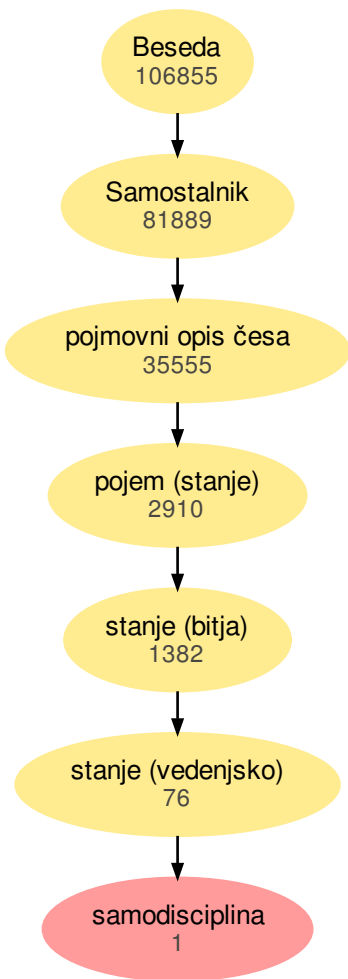 Beseda
106855
Samostalnik
81889
pojmovni opis česa
35555
pojem (stanje)
2910
stanje (bitja)
1382
stanje (vedenjsko)
76
samodisciplina
1